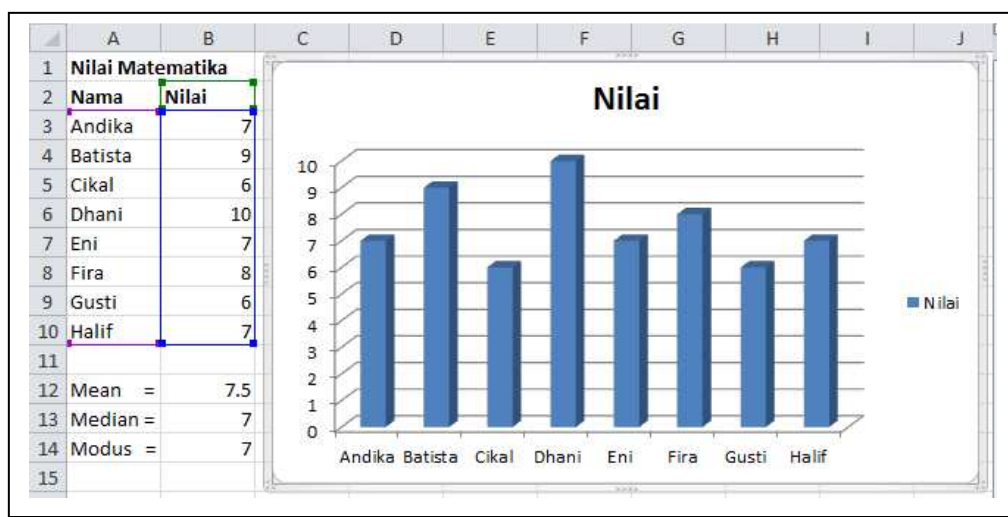 A B C D E F G H I J
1 Nilai Matematika
2 Nama Nilai
3 Andika 7
4 Batista 9
5 Cikal 6
6 Dhani 10
7 Eni 7
8 Fira 8
9 Gusti 6
10 Halif 7
11
12 Mean = 7.5
13 Median = 7
14 Modus = 7
15
Nilai
10
9
8
7
6
5
4
3
2
1
0
Andika Batista Cikal Dhani Eni Fira Gusti Halif
Nilai